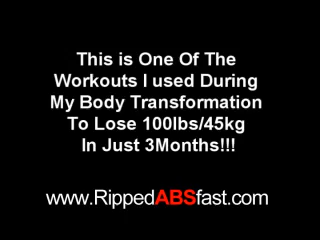 This is One Of The
Workouts I used During
My Body Transformation
To Lose 100lbs/45kg
In Just 3Months!!!
www.RippedABSfast.com